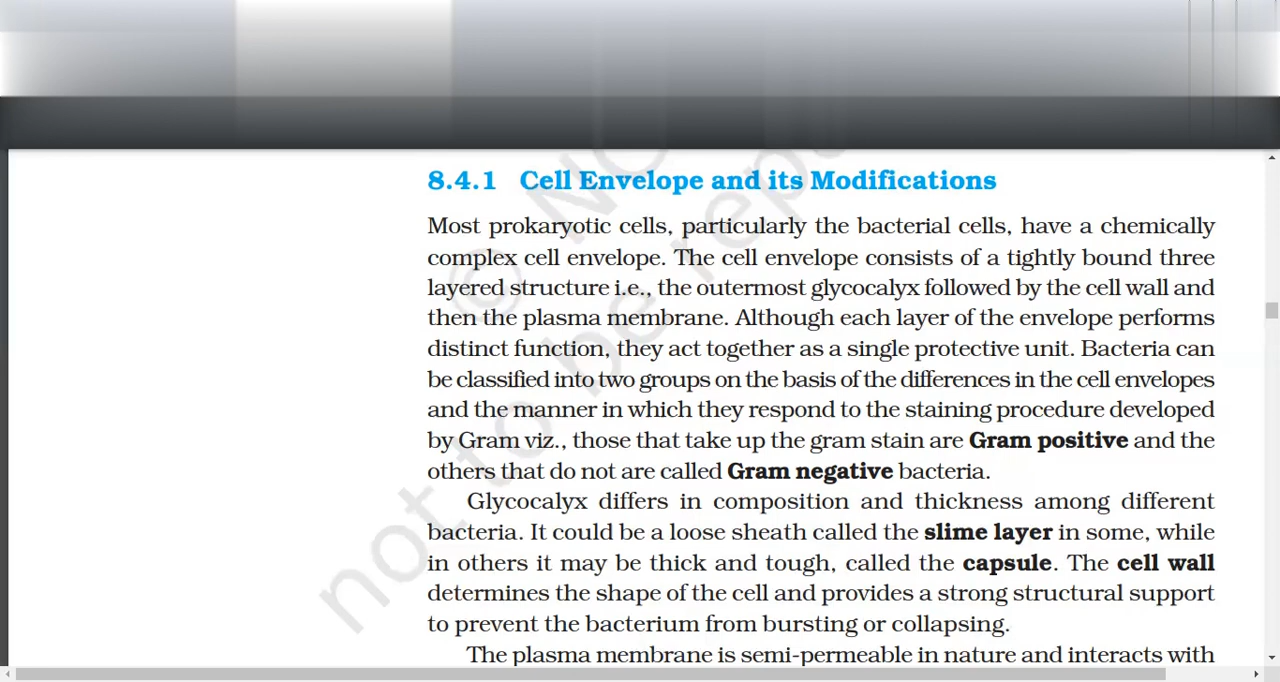 8.4.1 Cell Envelope and its Modifications
Most prokaryotic cells, particularly the bacterial cells, have a chemically
complex cell envelope. The cell envelope consists of a tightly bound three
layered structure i.e., the outermost glycocalyx followed by the cell wall and
then the plasma membrane. Although each layer of the envelope performs
distinct function, they act together as a single protective unit. Bacteria can
be classified into two groups on the basis of the differences in the cell envelopes
and the manner in which they respond to the staining procedure developed
by Gram viz., those that take up the gram stain are Gram positive and the
others that do not are called Gram negative bacteria.
Glycocalyx differs in composition and thickness among different
bacteria. It could be a loose sheath called the slime layer in some, while
in others it may be thick and tough, called the capsule. The cell wall
determines the shape of the cell and provides a strong structural support
to prevent the bacterium from bursting or collapsing.
The plasma membrane is semi-permeable in nature and interacts with
not to be